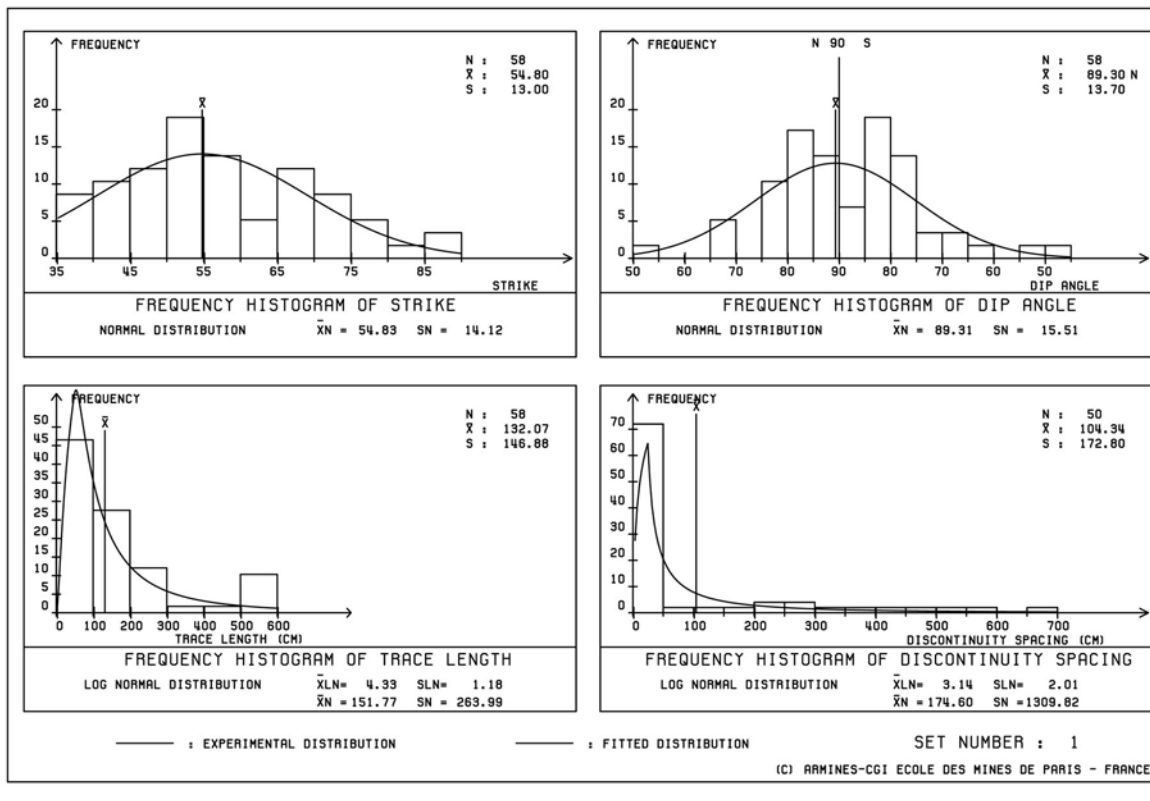 FREQUENCY
N : 58
X̄ : 54.80
S : 13.00
X̄
20
15
10
5
0
35 45 55 65 75 85
STRIKE
FREQUENCY HISTOGRAM OF STRIKE
NORMAL DISTRIBUTION X̄N = 54.83 SN = 14.12
FREQUENCY
N 90 S
N : 58
X̄ : 89.30 N
S : 13.70
X̄
20
15
10
5
0
50 60 70 80 90 80 70 60 50
DIP ANGLE
FREQUENCY HISTOGRAM OF DIP ANGLE
NORMAL DISTRIBUTION X̄N = 89.31 SN = 15.51
FREQUENCY
N : 58
X̄ : 132.07
S : 146.88
X̄
50
45
40
35
30
25
20
15
10
5
0
0 100 200 300 400 500 600
TRACE LENGTH (CM)
FREQUENCY HISTOGRAM OF TRACE LENGTH
LOG NORMAL DISTRIBUTION X̄LN= 4.33 SLN= 1.18
X̄N =151.77 SN =263.99
FREQUENCY
X̄
N : 50
X̄ : 104.34
S : 172.80
70
60
50
40
30
20
10
0
0 100 200 300 400 500 600 700
DISCONTINUITY SPACING (CM)
FREQUENCY HISTOGRAM OF DISCONTINUITY SPACING
LOG NORMAL DISTRIBUTION X̄LN= 3.14 SLN= 2.01
X̄N =174.60 SN =1309.82
: EXPERIMENTAL DISTRIBUTION : FITTED DISTRIBUTION SET NUMBER : 1
(C) ARMINES-CGI ECOLE DES MINES DE PARIS - FRANCE